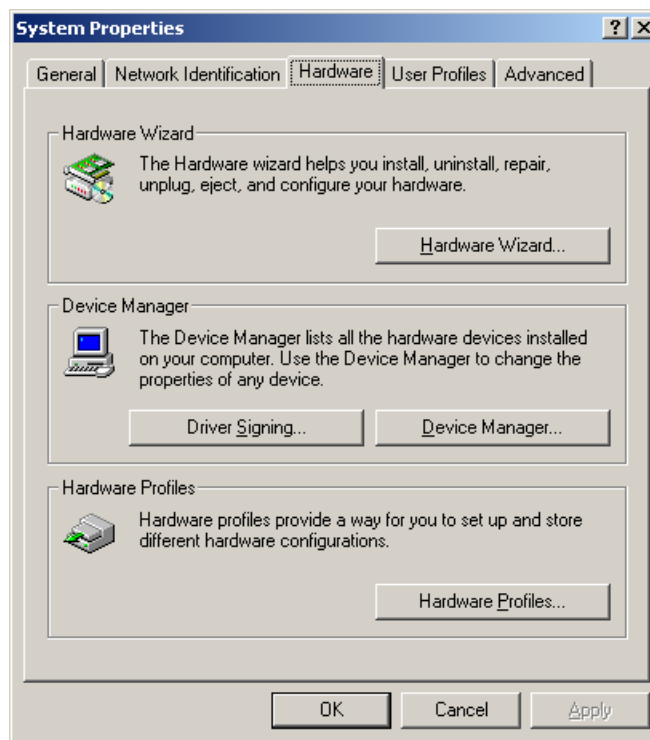 System Properties
General
Network Identification
Hardware
User Profiles
Advanced
Hardware Wizard
The Hardware wizard helps you install, uninstall, repair,
unplug, eject, and configure your hardware.
Hardware Wizard...
Device Manager
The Device Manager lists all the hardware devices installed
on your computer. Use the Device Manager to change the
properties of any device.
Driver Signing...
Device Manager...
Hardware Profiles
Hardware profiles provide a way for you to set up and store
different hardware configurations.
Hardware Profiles...
OK
Cancel
Apply